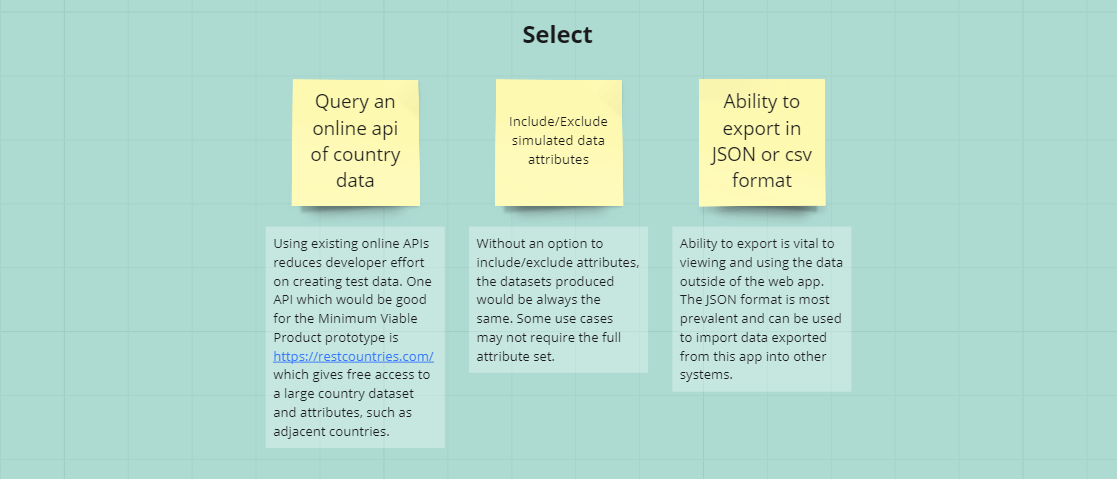 Select
Query an
online api
of country
data
Include/Exclude
simulated data
attributes
Ability to
export in
JSON or csv
format
Using existing online APIs
reduces developer effort
on creating test data. One
API which would be good
for the Minimum Viable
Product prototype is
https://restcountries.com/
which gives free access to
a large country dataset
and attributes, such as
adjacent countries.
Without an option to
include/exclude attributes,
the datasets produced
would be always the
same. Some use cases
may not require the full
attribute set.
Ability to export is vital to
viewing and using the data
outside of the web app.
The JSON format is most
prevalent and can be used
to import data exported
from this app into other
systems.